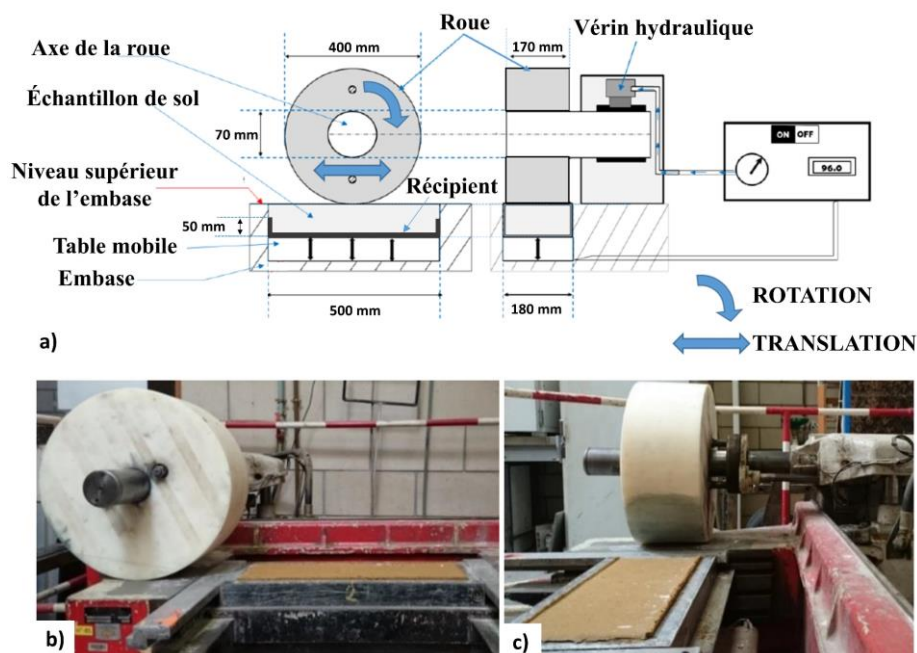 Axe de la roue
400 mm
Roue
170 mm
Vérin hydraulique
Échantillon de sol
70 mm
ON OFF
96.0
Niveau supérieur
de l’embase
Récipient
50 mm
Table mobile
Embase
500 mm
180 mm
ROTATION
TRANSLATION
a)
b)
c)